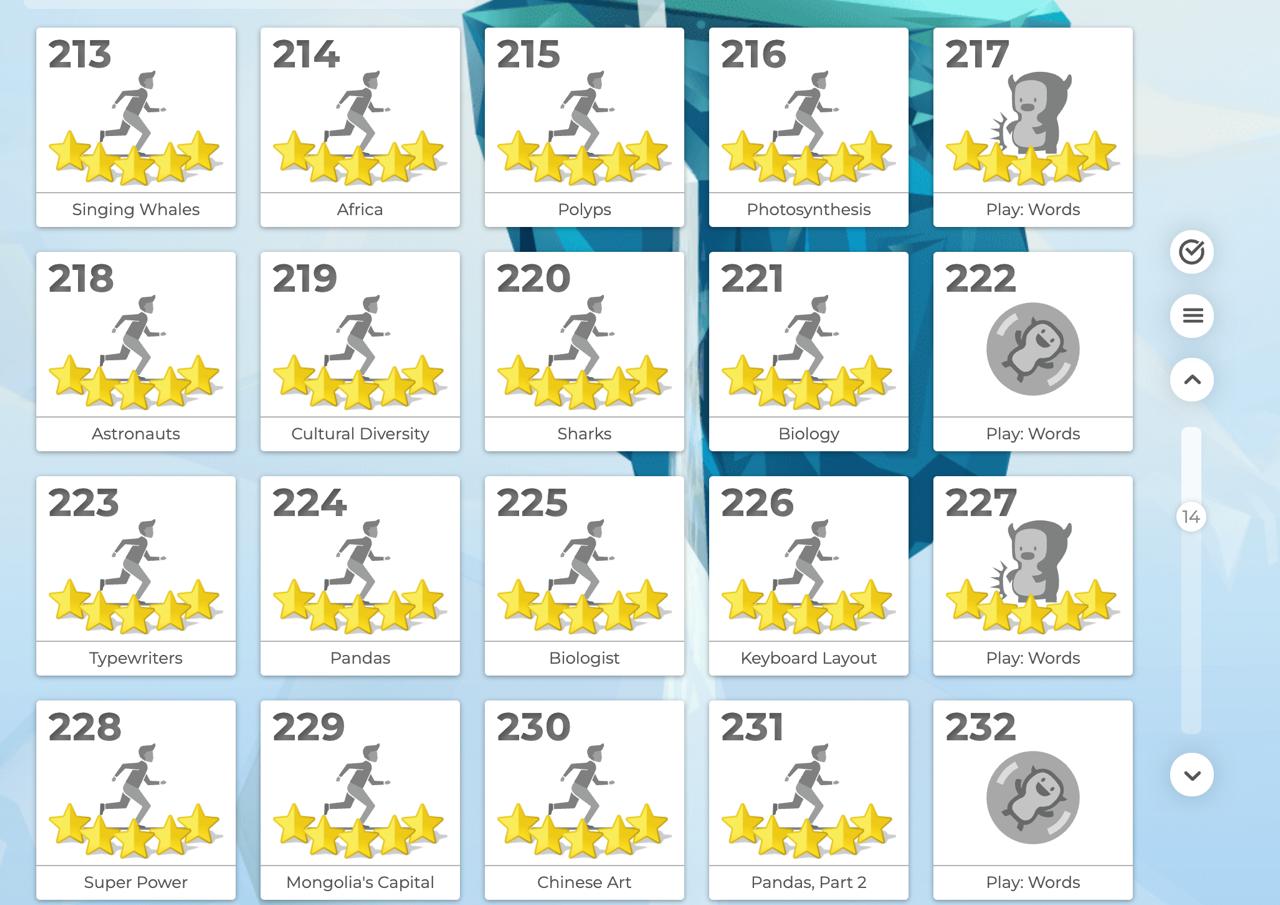 213
Singing Whales
214
Africa
215
Polyps
216
Photosynthesis
217
Play: Words
218
Astronauts
219
Cultural Diversity
220
Sharks
221
Biology
222
Play: Words
223
Typewriters
224
Pandas
225
Biologist
226
Keyboard Layout
227
Play: Words
228
Super Power
229
Mongolia's Capital
230
Chinese Art
231
Pandas, Part 2
232
Play: Words
14